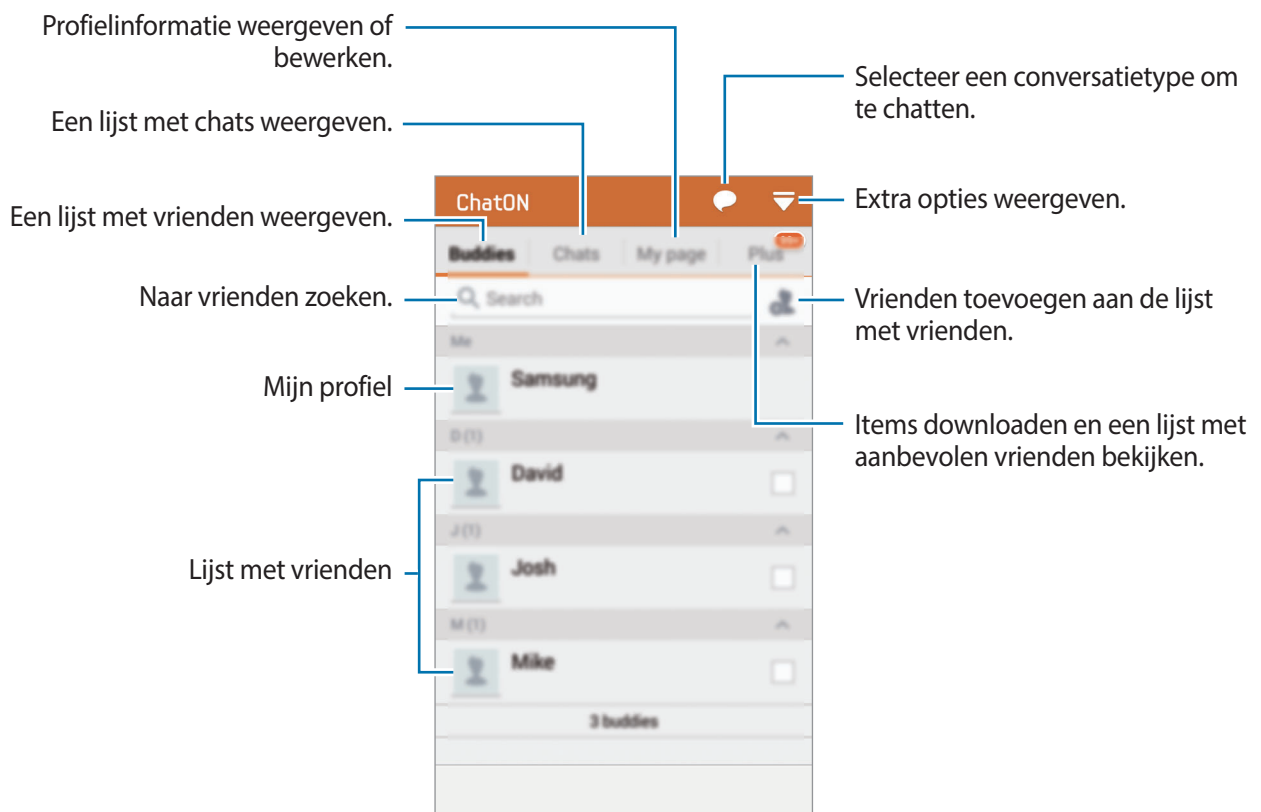 Profielinformatie weergeven of
bewerken.
Een lijst met chats weergeven.
Een lijst met vrienden weergeven.
Naar vrienden zoeken.
Mijn profiel
Lijst met vrienden
Selecteer een conversatietype om
te chatten.
Extra opties weergeven.
Vrienden toevoegen aan de lijst
met vrienden.
Items downloaden en een lijst met
aanbevolen vrienden bekijken.
ChatON
Buddies Chats My page Plus
99+
Search
Me
Samsung
D (1)
David
J (1)
Josh
M (1)
Mike
3 buddies